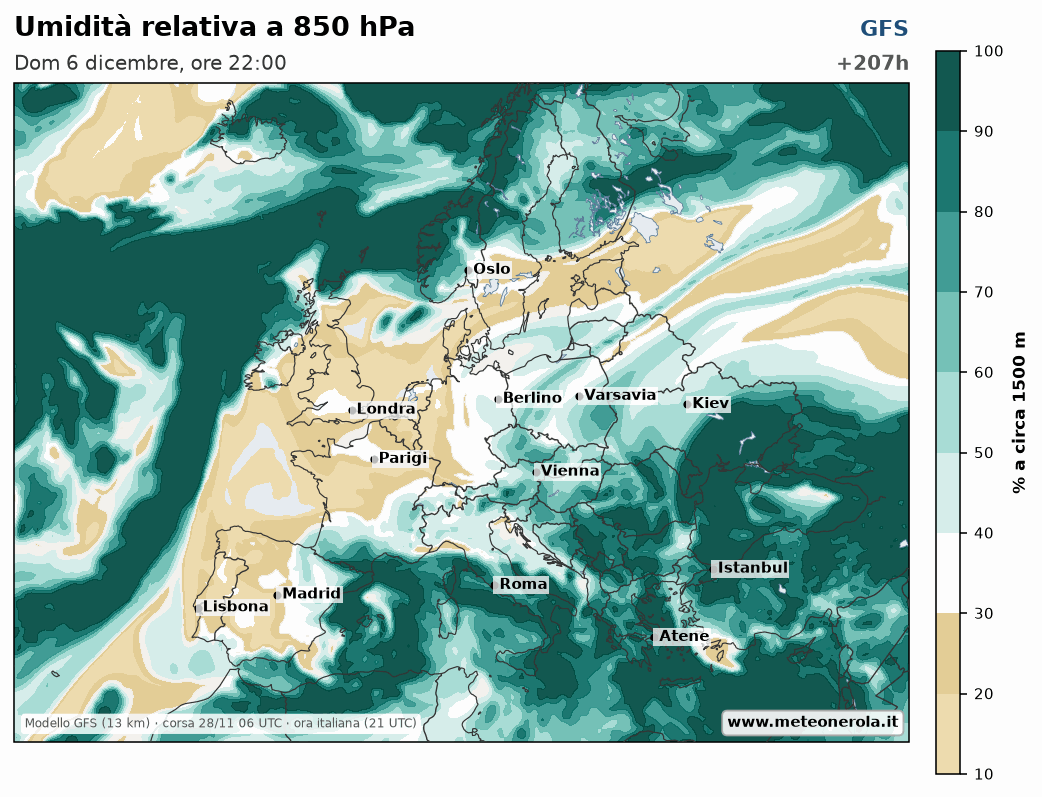 Umidità relativa a 850 hPa
GFS
Dom 6 dicembre, ore 22:00
+207h
100
90
80
70
60
50
40
30
20
10
% a circa 1500 m
Oslo
Berlino
Varsavia
Kiev
Londra
Parigi
Vienna
Istanbul
Roma
Madrid
Lisbona
Atene
Modello GFS (13 km) · corsa 28/11 06 UTC · ora italiana (21 UTC)
www.meteonerola.it